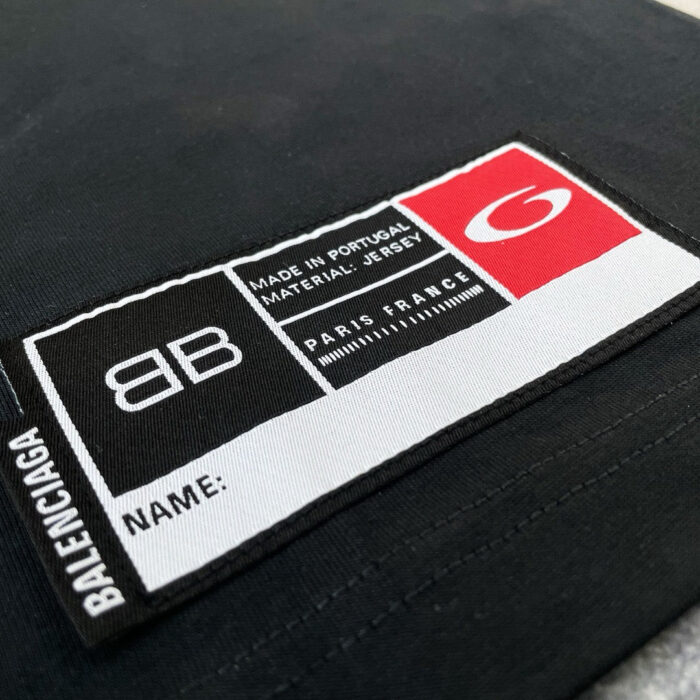 BALENCIAGA
BB
MADE IN PORTUGAL
MATERIAL: JERSEY
PARIS FRANCE
NAME: